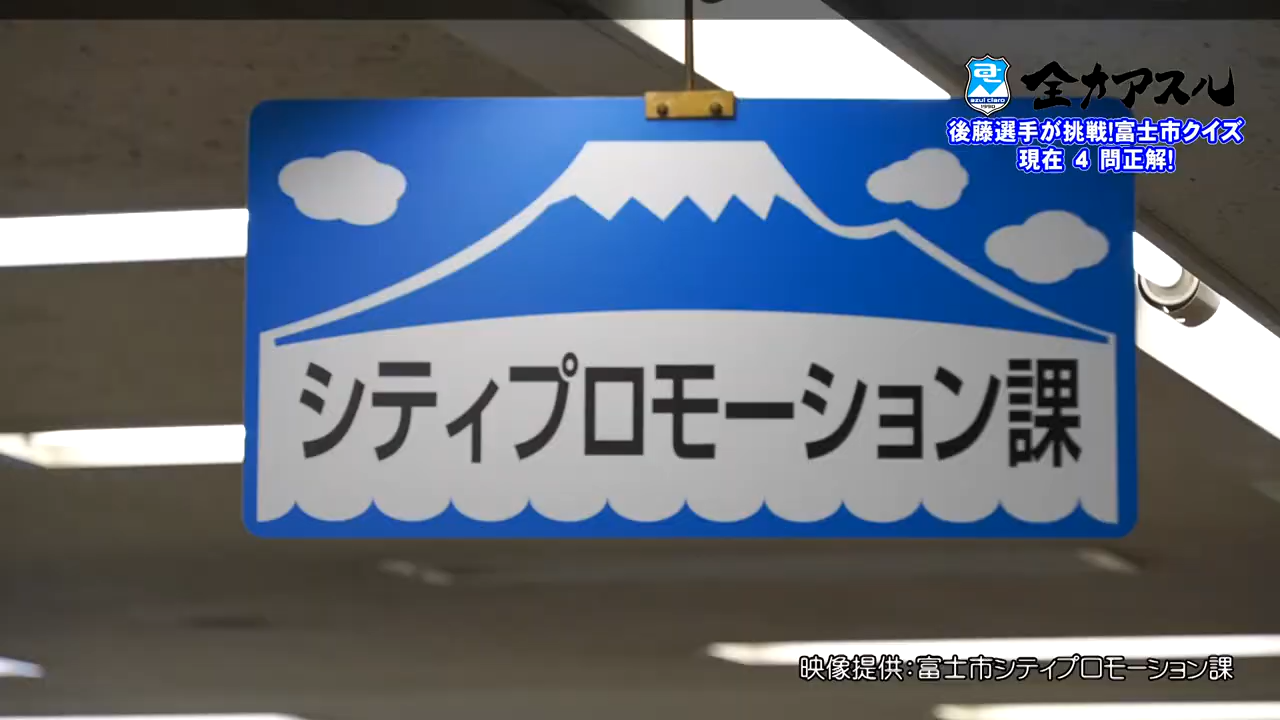 全力アスル
azul claro
後藤選手が挑戦!富士市クイズ
現在 4 問正解!
シティプロモーション課
映像提供:富士市シティプロモーション課